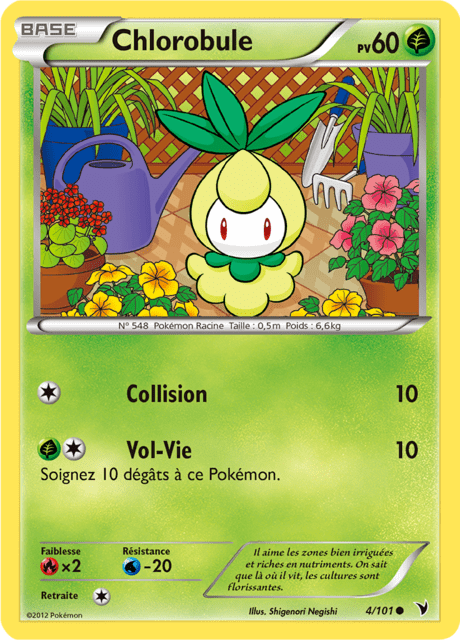 BASE
Chlorobule
PV60
N° 548 Pokémon Racine Taille : 0,5m Poids : 6,6kg
Collision 10
Vol-Vie 10
Soignez 10 dégâts à ce Pokémon.
Faiblesse
×2
Résistance
-20
Retraite
Il aime les zones bien irriguées
et riches en nutriments. On sait
que là où il vit, les cultures sont
florissantes.
©2012 Pokémon
Illus. Shigenori Negishi
4/101